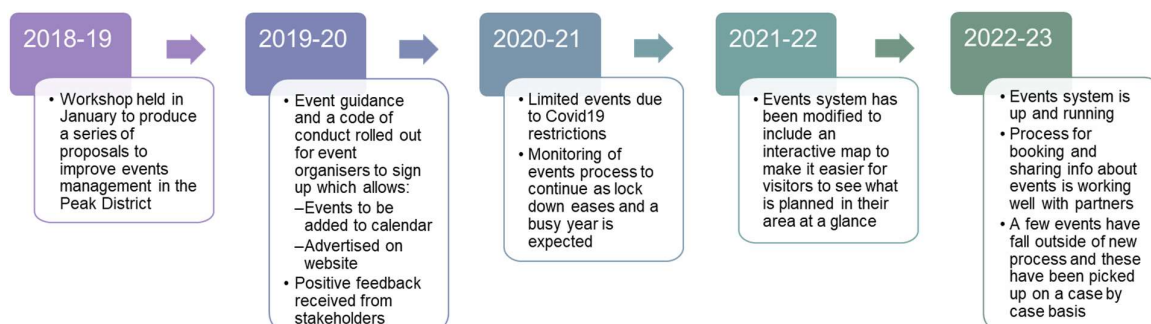 2018-19
• Workshop held in
January to produce
a series of
proposals to
improve events
management in the
Peak District
2019-20
• Event guidance
and a code of
conduct rolled out
for event
organisers to sign
up which allows:
–Events to be
added to calendar
–Advertised on
website
• Positive feedback
received from
stakeholders
2020-21
• Limited events due
to Covid19
restrictions
• Monitoring of
events process to
continue as lock
down eases and a
busy year is
expected
2021-22
• Events system has
been modified to
include an
interactive map to
make it easier for
visitors to see what
is planned in their
area at a glance
2022-23
• Events system is
up and running
• Process for
booking and
sharing info about
events is working
well with partners
• A few events have
fall outside of new
process and these
have been picked
up on a case by
case basis